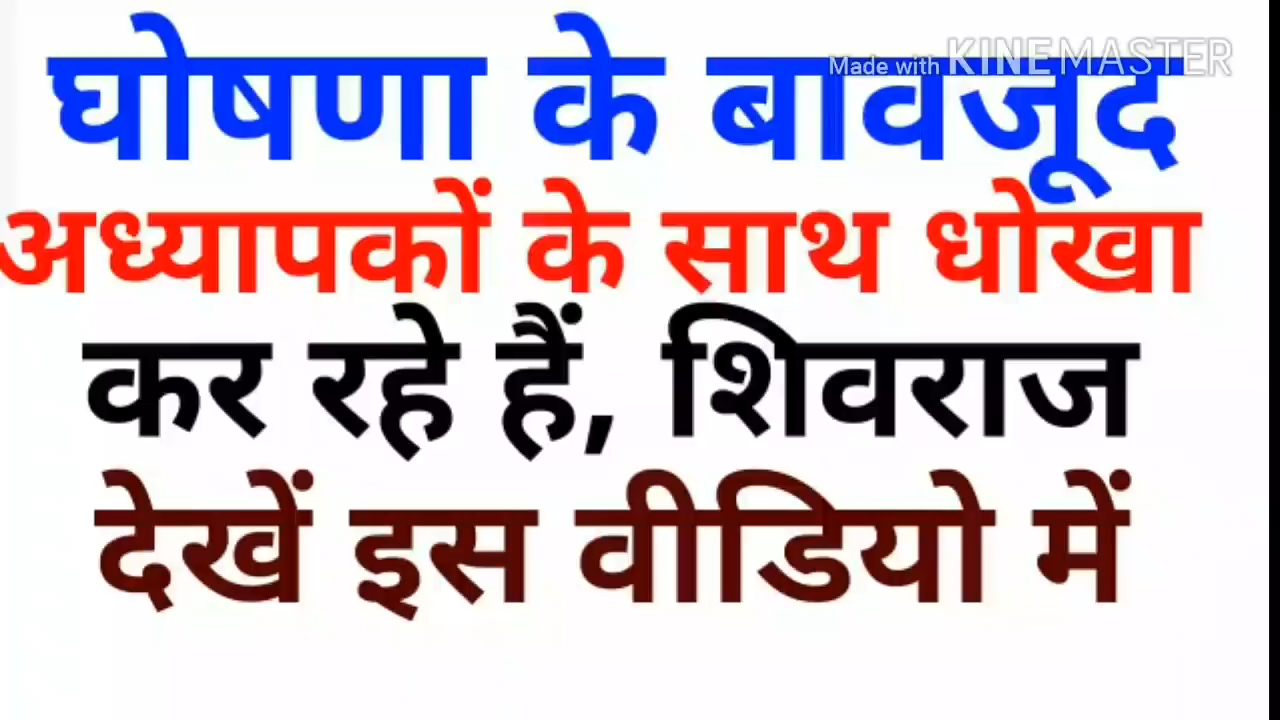 Made with KINEMASTER
घोषणा के बावजूद
अध्यापकों के साथ धोखा
कर रहे हैं, शिवराज
देखें इस वीडियो में